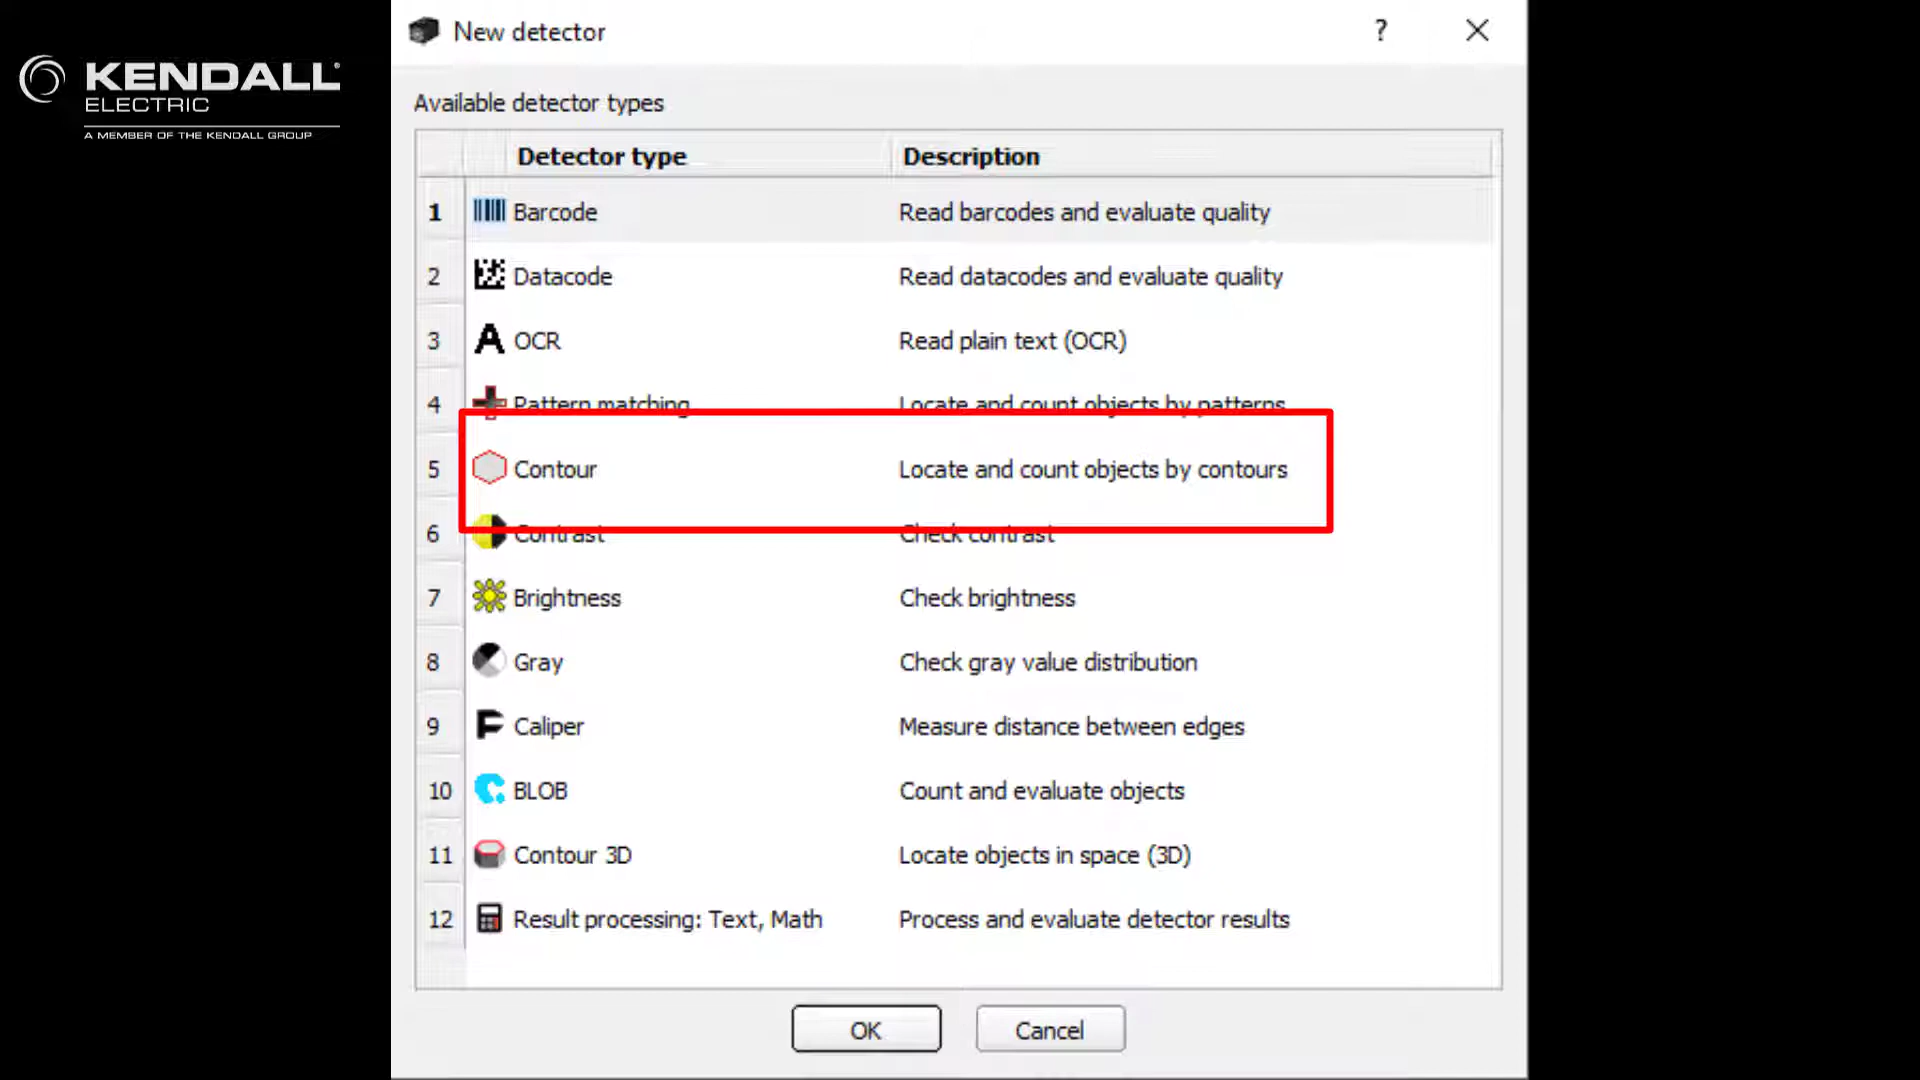 KENDALL
ELECTRIC
A MEMBER OF THE KENDALL GROUP
New detector
?
Available detector types
Detector type Description
1 Barcode Read barcodes and evaluate quality
2 Datacode Read datacodes and evaluate quality
3 OCR Read plain text (OCR)
4 Pattern matching Locate and count objects by patterns
5 Contour Locate and count objects by contours
6 Contrast Check contrast
7 Brightness Check brightness
8 Gray Check gray value distribution
9 Caliper Measure distance between edges
10 BLOB Count and evaluate objects
11 Contour 3D Locate objects in space (3D)
12 Result processing: Text, Math Process and evaluate detector results
OK Cancel